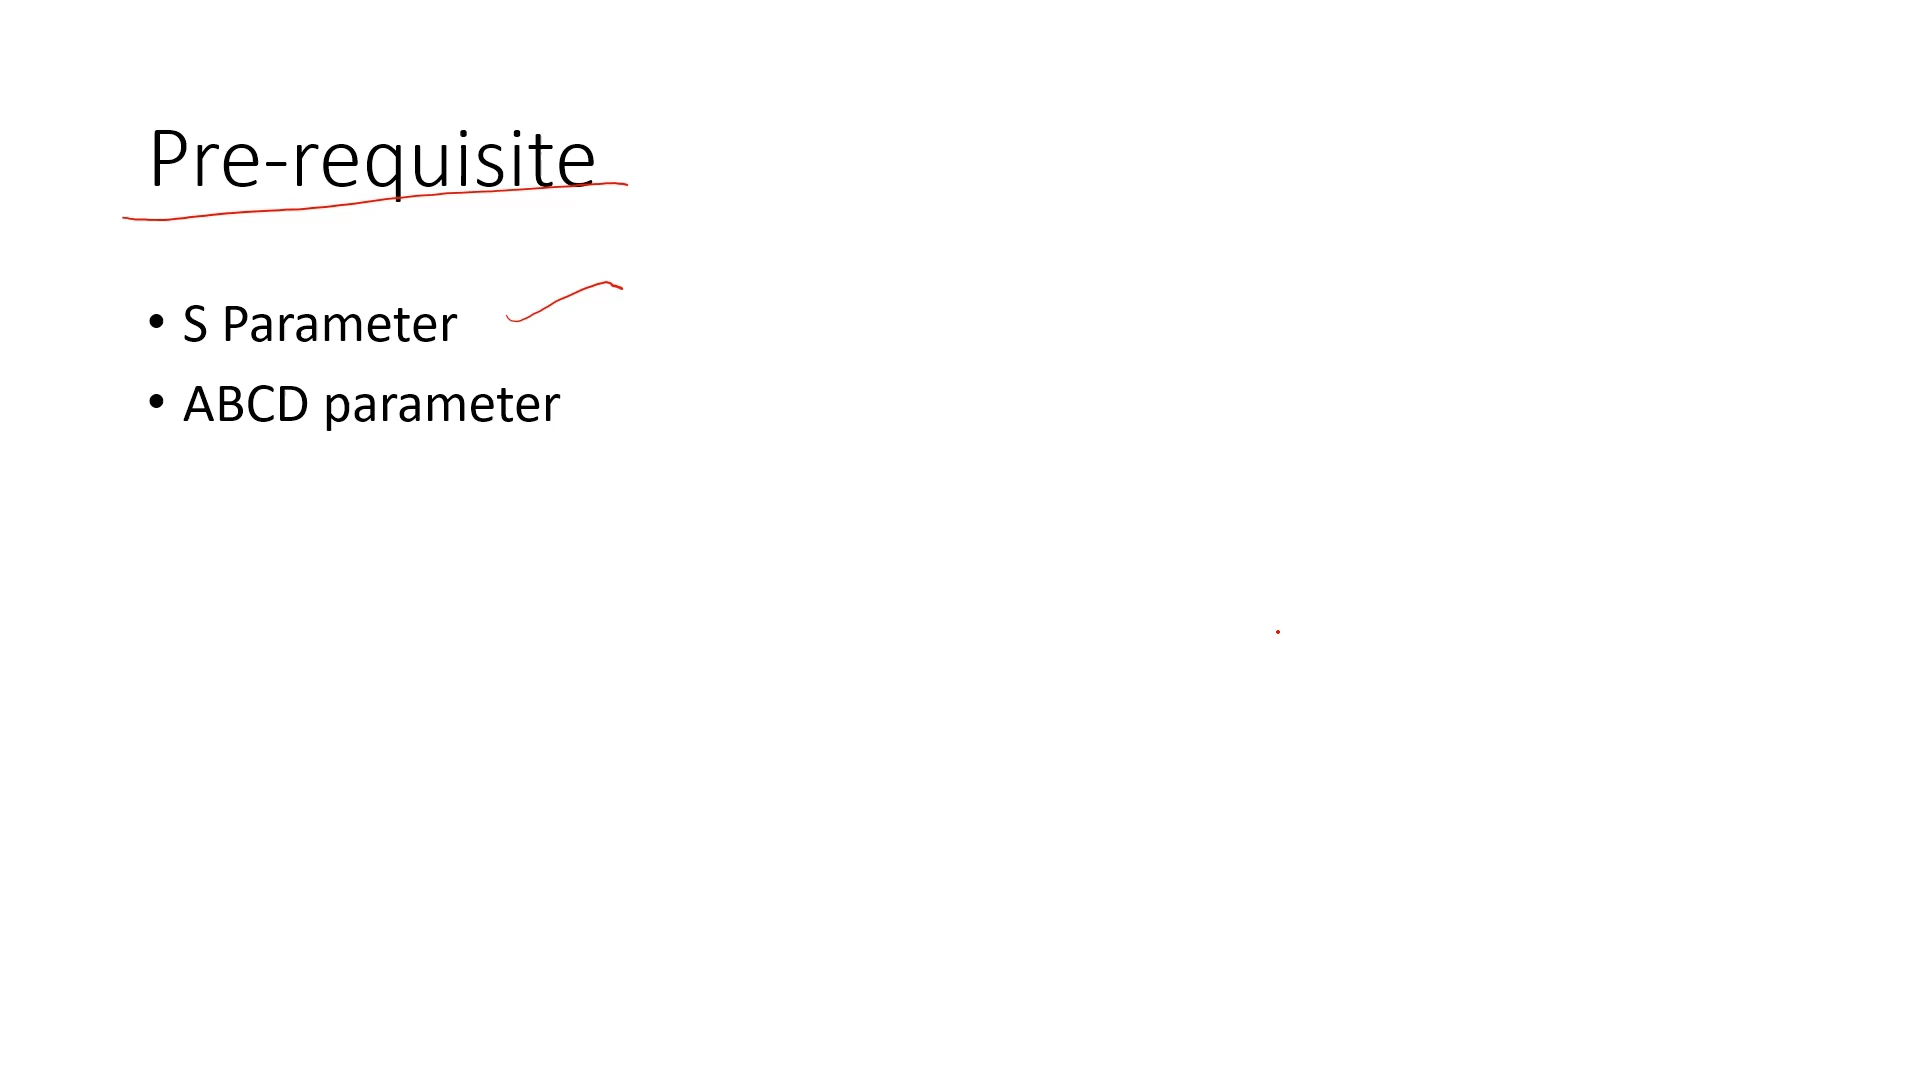 Pre-requisite
• S Parameter
• ABCD parameter